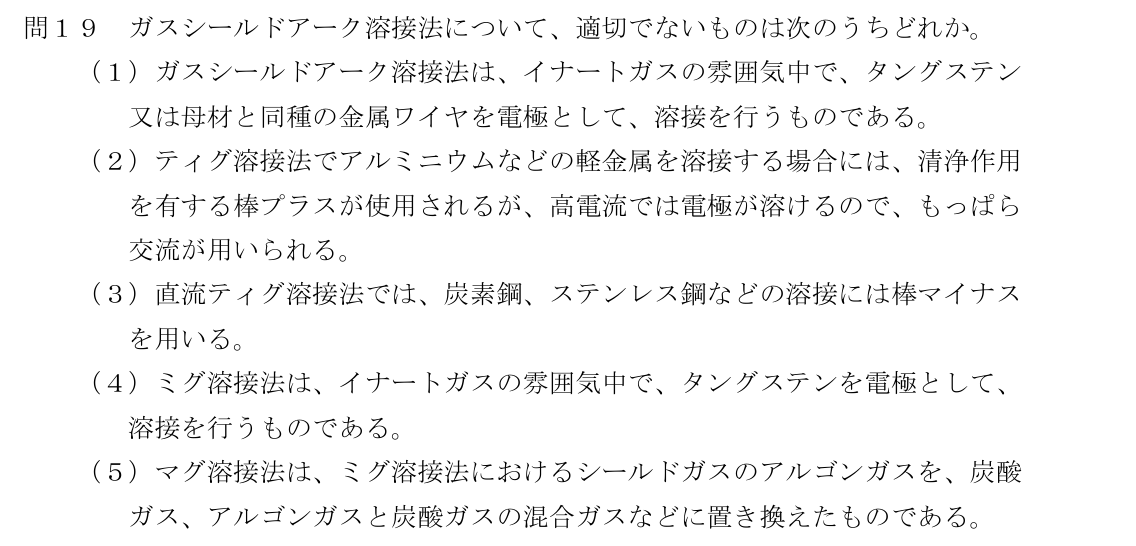 問１９　ガスシールドアーク溶接法について、適切でないものは次のうちどれか。
（１）ガスシールドアーク溶接法は、イナートガスの雰囲気中で、タングステン
又は母材と同種の金属ワイヤを電極として、溶接を行うものである。
（２）ティグ溶接法でアルミニウムなどの軽金属を溶接する場合には、清浄作用
を有する棒プラスが使用されるが、高電流では電極が溶けるので、もっぱら
交流が用いられる。
（３）直流ティグ溶接法では、炭素鋼、ステンレス鋼などの溶接には棒マイナス
を用いる。
（４）ミグ溶接法は、イナートガスの雰囲気中で、タングステンを電極として、
溶接を行うものである。
（５）マグ溶接法は、ミグ溶接法におけるシールドガスのアルゴンガスを、炭酸
ガス、アルゴンガスと炭酸ガスの混合ガスなどに置き換えたものである。